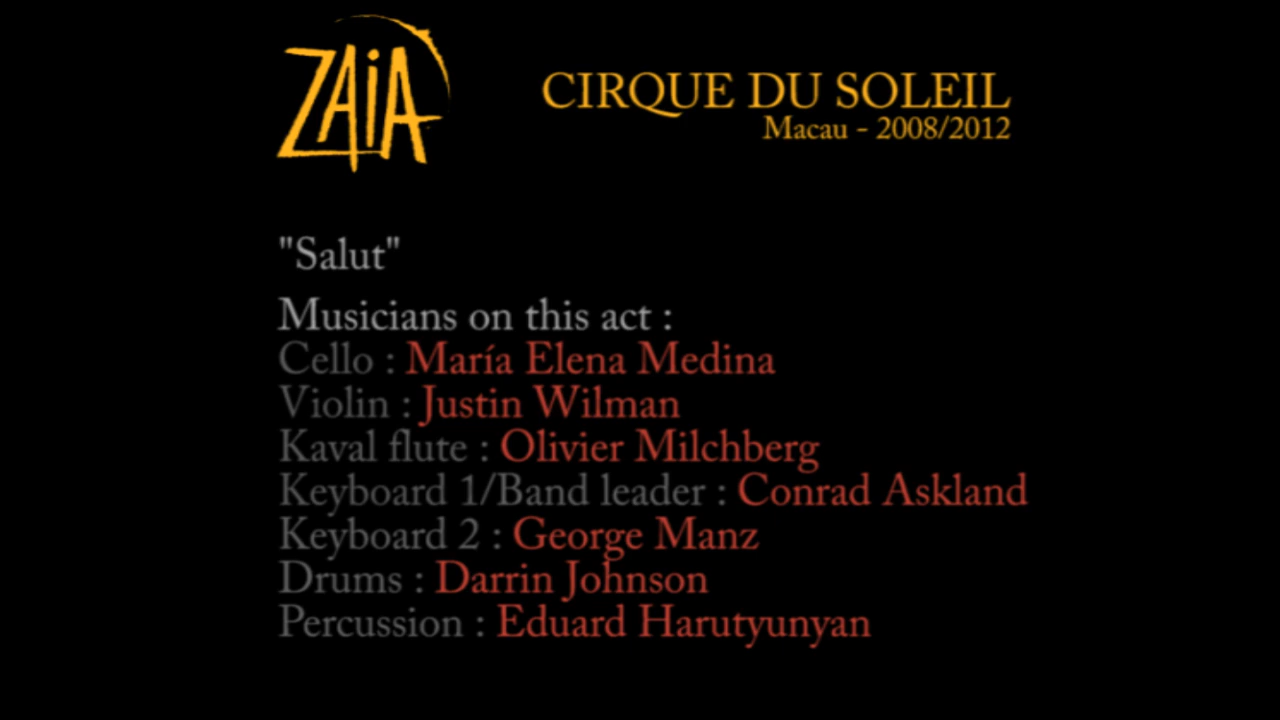 ZAiA
CIRQUE DU SOLEIL
Macau - 2008/2012
"Salut"
Musicians on this act :
Cello : María Elena Medina
Violin : Justin Wilman
Kaval flute : Olivier Milchberg
Keyboard 1/Band leader : Conrad Askland
Keyboard 2 : George Manz
Drums : Darrin Johnson
Percussion : Eduard Harutyunyan